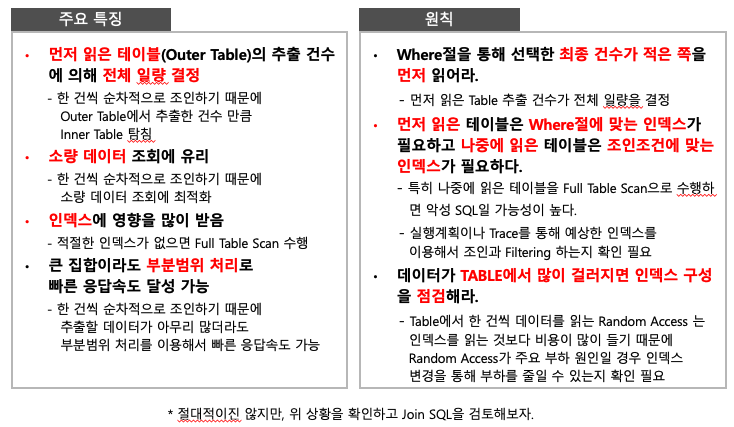 주요 특징
• 먼저 읽은 테이블(Outer Table)의 추출 건수
에 의해 전체 일량 결정
- 한 건씩 순차적으로 조인하기 때문에
Outer Table에서 추출한 건수 만큼
Inner Table 탐침
• 소량 데이터 조회에 유리
- 한 건씩 순차적으로 조인하기 때문에
소량 데이터 조회에 최적화
• 인덱스에 영향을 많이 받음
- 적절한 인덱스가 없으면 Full Table Scan 수행
• 큰 집합이라도 부분범위 처리로
빠른 응답속도 달성 가능
- 한 건씩 순차적으로 조인하기 때문에
추출할 데이터가 아무리 많더라도
부분범위 처리를 이용해서 빠른 응답속도 가능
원칙
• Where절을 통해 선택한 최종 건수가 적은 쪽을
먼저 읽어라.
- 먼저 읽은 Table 추출 건수가 전체 일량을 결정
• 먼저 읽은 테이블은 Where절에 맞는 인덱스가
필요하고 나중에 읽은 테이블은 조인조건에 맞는
인덱스가 필요하다.
- 특히 나중에 읽은 테이블을 Full Table Scan으로 수행하
면 악성 SQL일 가능성이 높다.
- 실행계획이나 Trace를 통해 예상한 인덱스를
이용해서 조인과 Filtering 하는지 확인 필요
• 데이터가 TABLE에서 많이 걸러지면 인덱스 구성
을 점검해라.
- Table에서 한 건씩 데이터를 읽는 Random Access 는
인덱스를 읽는 것보다 비용이 많이 들기 때문에
Random Access가 주요 부하 원인일 경우 인덱스
변경을 통해 부하를 줄일 수 있는지 확인 필요
* 절대적이진 않지만, 위 상황을 확인하고 Join SQL을 검토해보자.